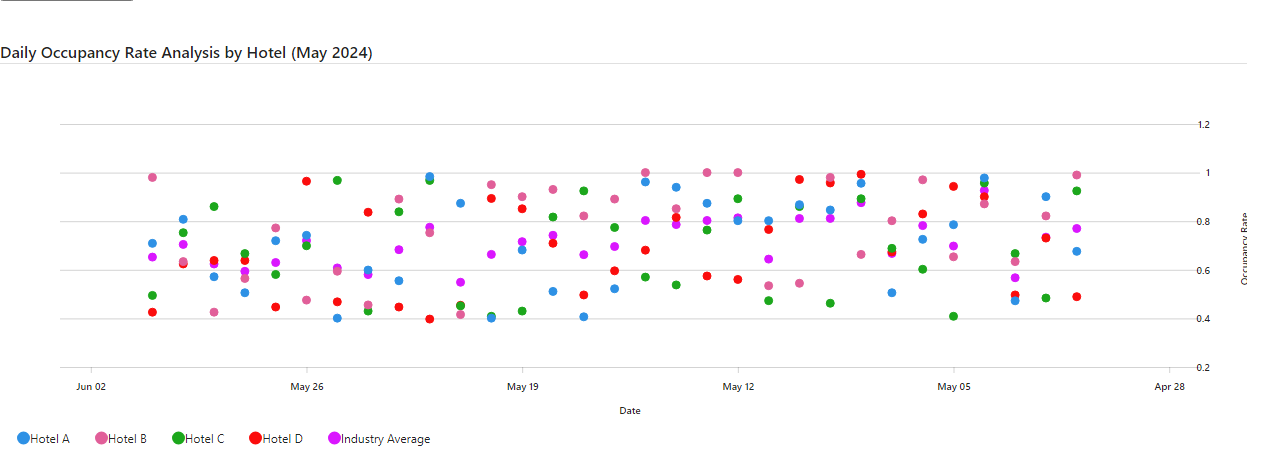 Daily Occupancy Rate Analysis by Hotel (May 2024)
1.2
1
0.8
0.6
0.4
0.2
Occupancy Rate
Jun 02
May 26
May 19
May 12
May 05
Apr 28
Date
Hotel A
Hotel B
Hotel C
Hotel D
Industry Average